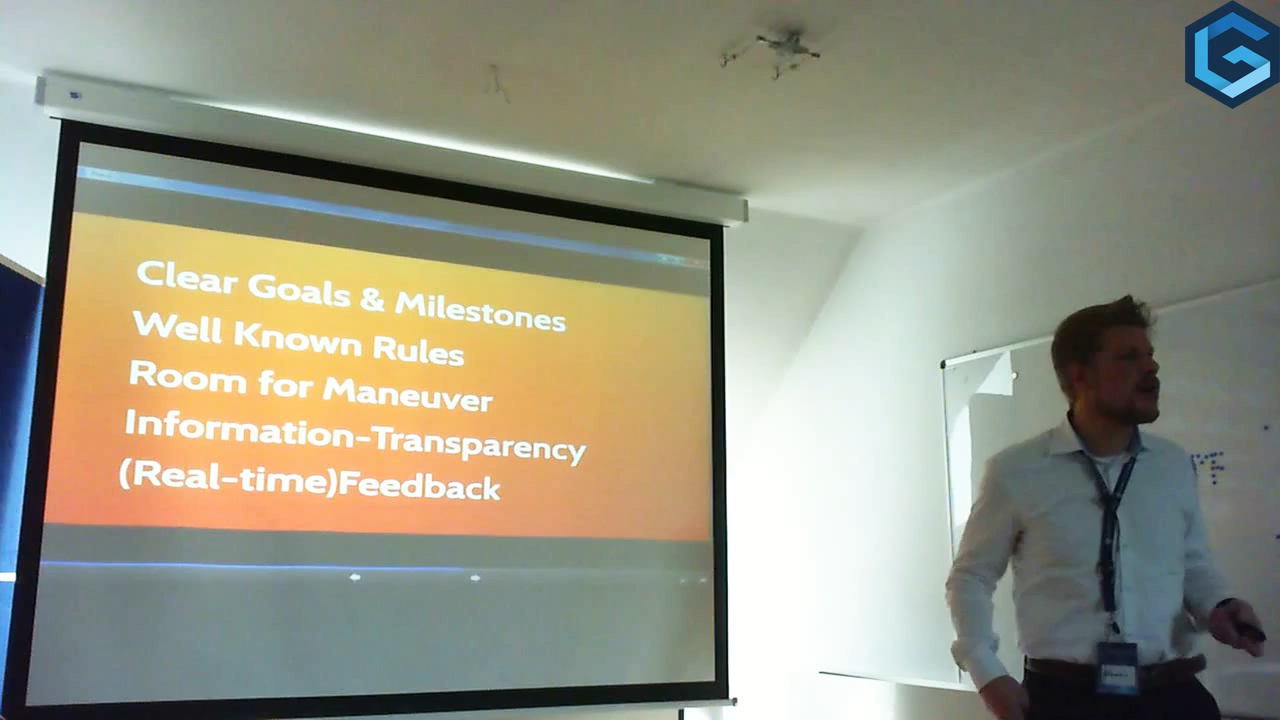 Clear Goals & Milestones
Well Known Rules
Room for Maneuver
Information-Transparency
(Real-time)Feedback